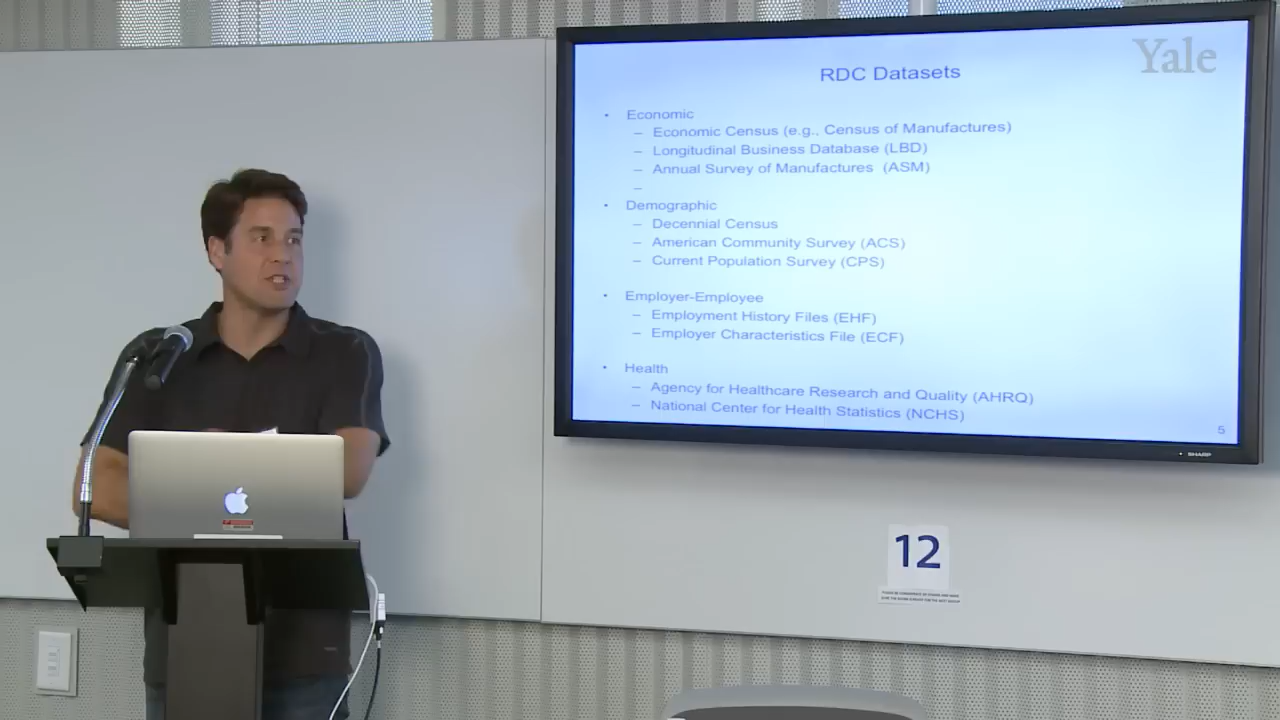 Yale
RDC Datasets
• Economic
– Economic Census (e.g., Census of Manufactures)
– Longitudinal Business Database (LBD)
– Annual Survey of Manufactures (ASM)
–
• Demographic
– Decennial Census
– American Community Survey (ACS)
– Current Population Survey (CPS)
• Employer-Employee
– Employment History Files (EHF)
– Employer Characteristics File (ECF)
• Health
– Agency for Healthcare Research and Quality (AHRQ)
– National Center for Health Statistics (NCHS)
5
SHARP
12